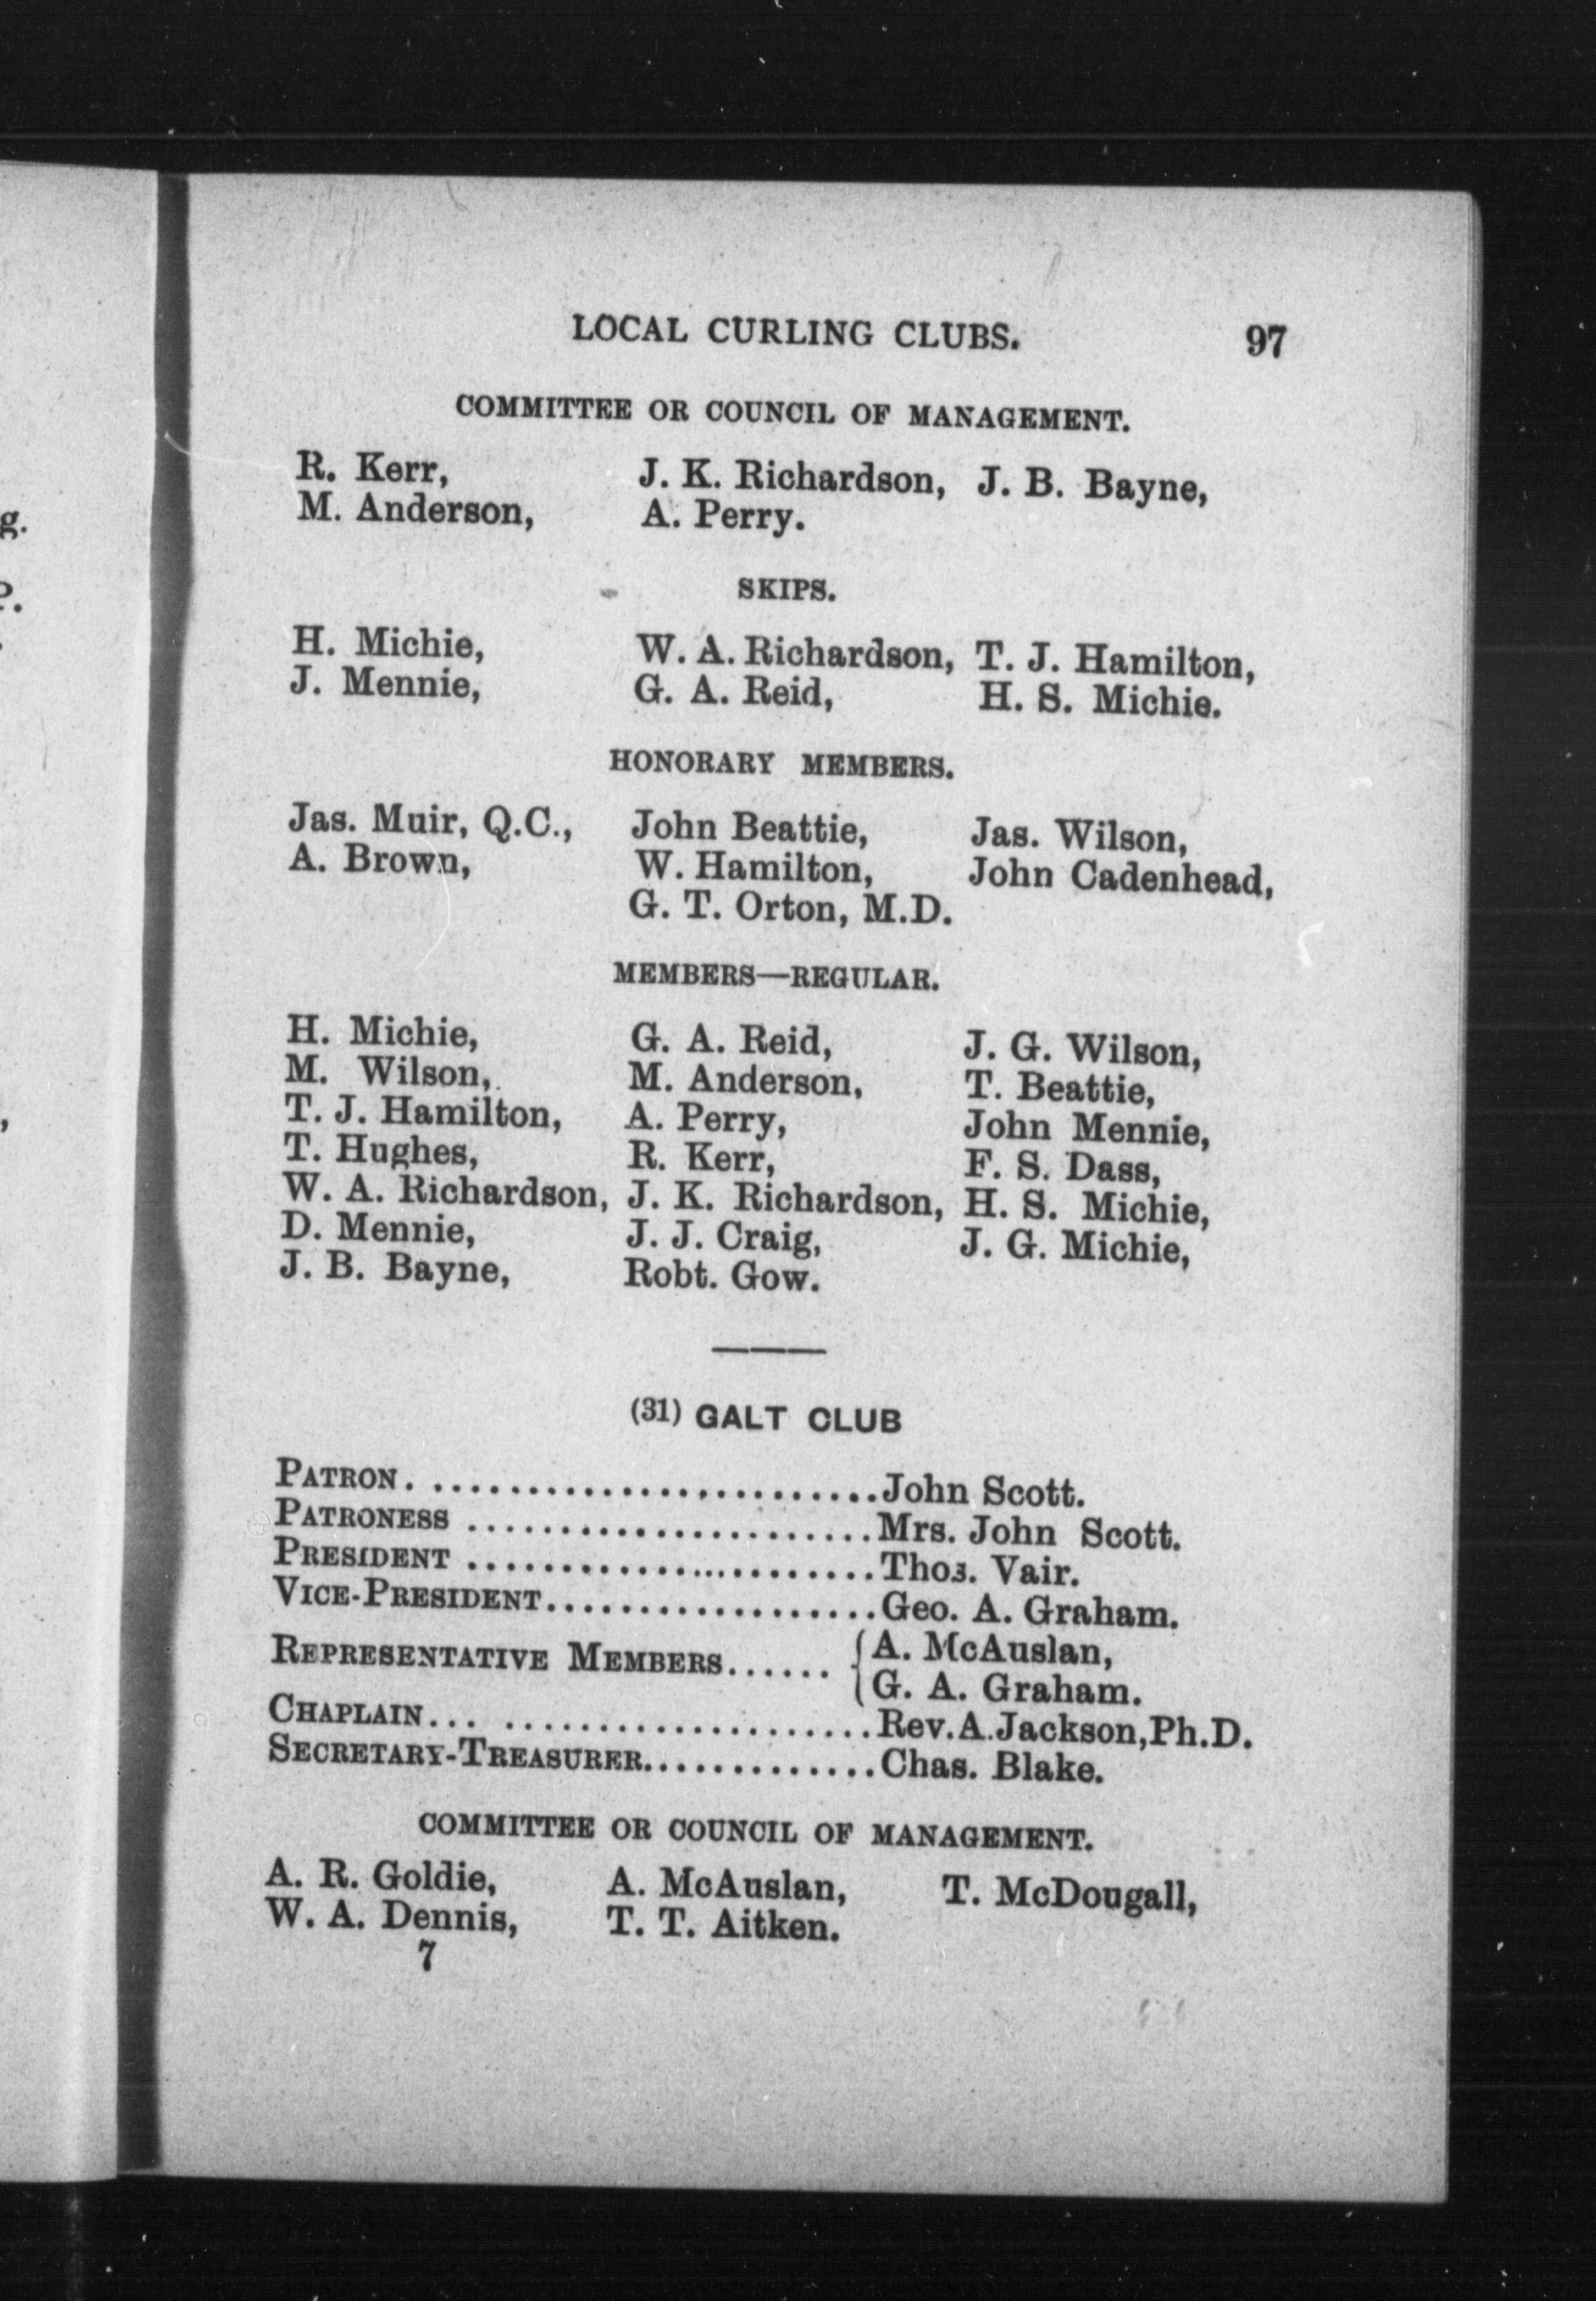 LOCAL CURLING CLUBS. 97
COMMITTEE OR COUNCIL OF MANAGEMENT.
R. Kerr, J. K. Richardson, J. B. Bayne,
M. Anderson, A. Perry.
SKIPS.
H. Michie, W. A. Richardson, T. J. Hamilton,
J. Mennie, G. A. Reid, H. S. Michie.
HONORARY MEMBERS.
Jas. Muir, Q.C., John Beattie, Jas. Wilson,
A. Brown, W. Hamilton, John Cadenhead,
G. T. Orton, M.D.
MEMBERS—REGULAR.
H. Michie, G. A. Reid, J. G. Wilson,
M. Wilson, M. Anderson, T. Beattie,
T. J. Hamilton, A. Perry, John Mennie,
T. Hughes, R. Kerr, F. S. Dass,
W. A. Richardson, J. K. Richardson, H. S. Michie,
D. Mennie, J. J. Craig, J. G. Michie,
J. B. Bayne, Robt. Gow.
(31) GALT CLUB
PATRON. ........................John Scott.
PATRONESS ......................Mrs. John Scott.
PRESIDENT ......................Thos. Vair.
VICE-PRESIDENT..................Geo. A. Graham.
REPRESENTATIVE MEMBERS...... {A. McAuslan,
{G. A. Graham.
CHAPLAIN... ....................Rev.A.Jackson,Ph.D.
SECRETARY-TREASURER.............Chas. Blake.
COMMITTEE OR COUNCIL OF MANAGEMENT.
A. R. Goldie, A. McAuslan, T. McDougall,
W. A. Dennis, T. T. Aitken.
7